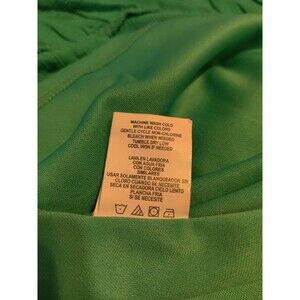 MACHINE WASH COLD
WITH LIKE COLORS
GENTLE CYCLE NON-CHLORINE
BLEACH WHEN NEEDED
TUMBLE DRY LOW
COOL IRON IF NEEDED
LAVA EN LAVADORA
CON AGUA FRIA
CON COLORES
SIMILARES
USAR SOLAMENTE BLANQUEADOR SIN
CLORO CUANDO SE NECESITE
SECA EN SECADORA CICLO LENTO
PLANCHA FRIA
SI SE NECESITE